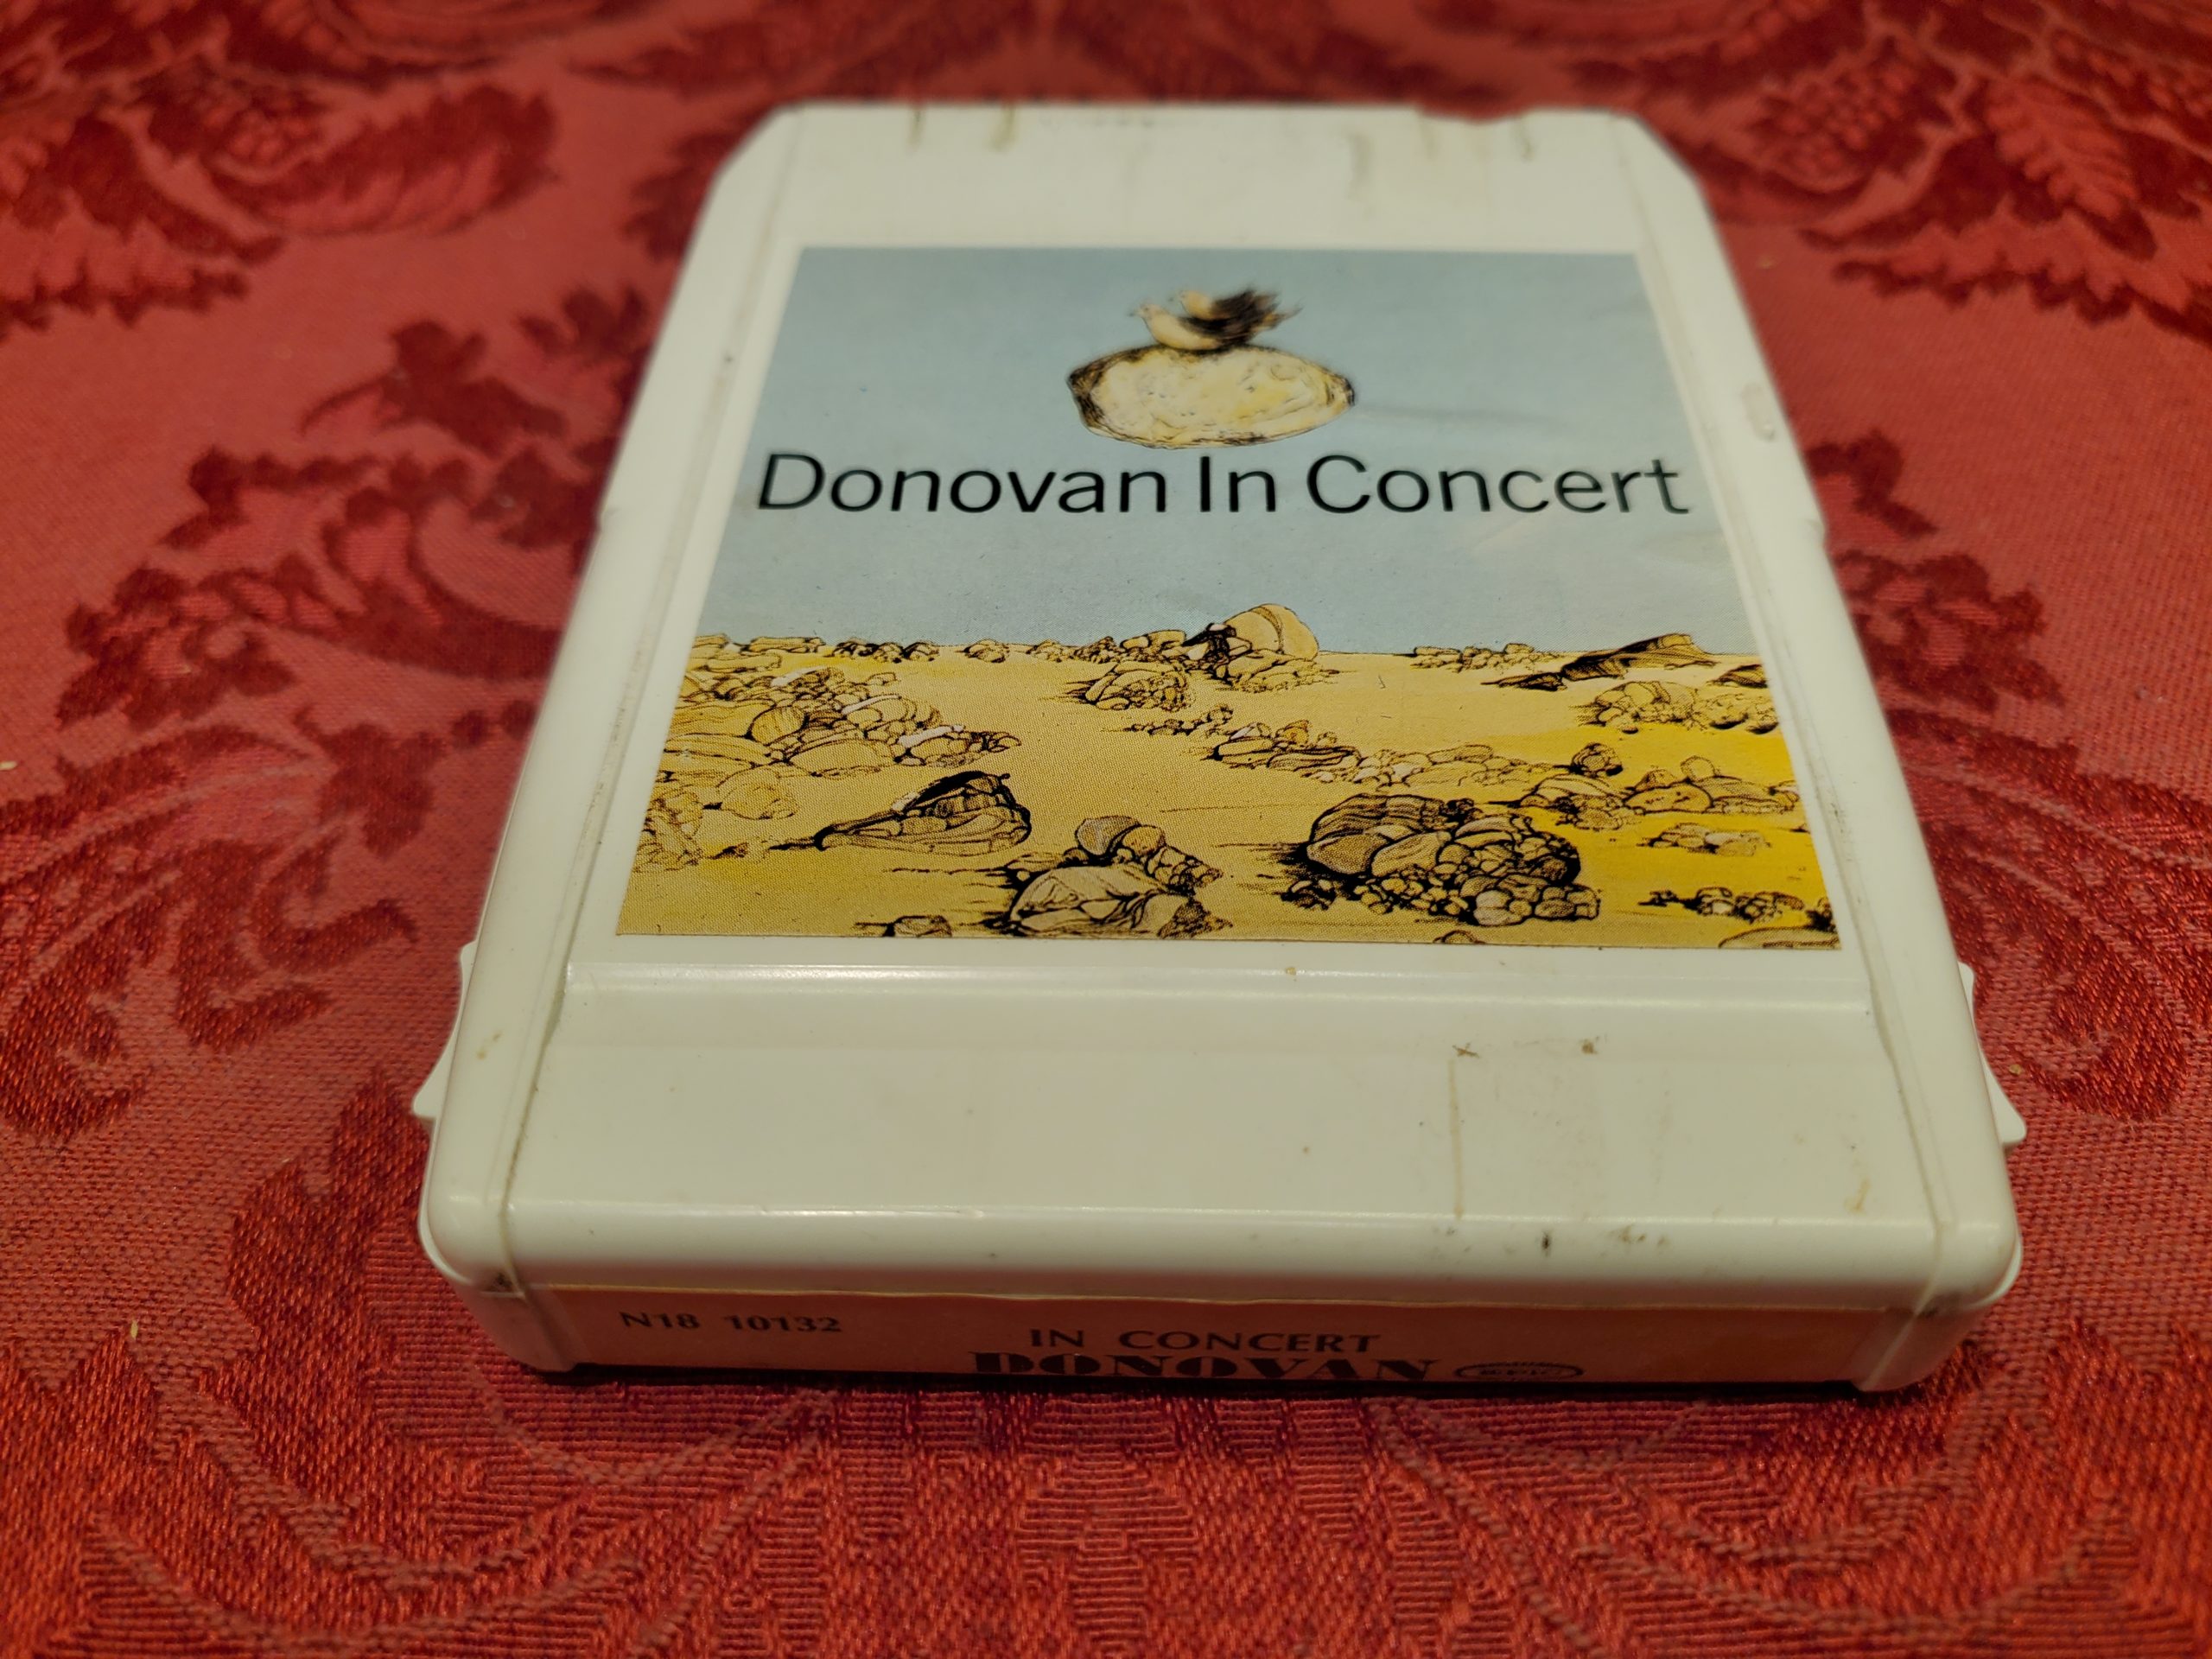 Donovan In Concert
N18 10132
IN CONCERT
DONOVAN